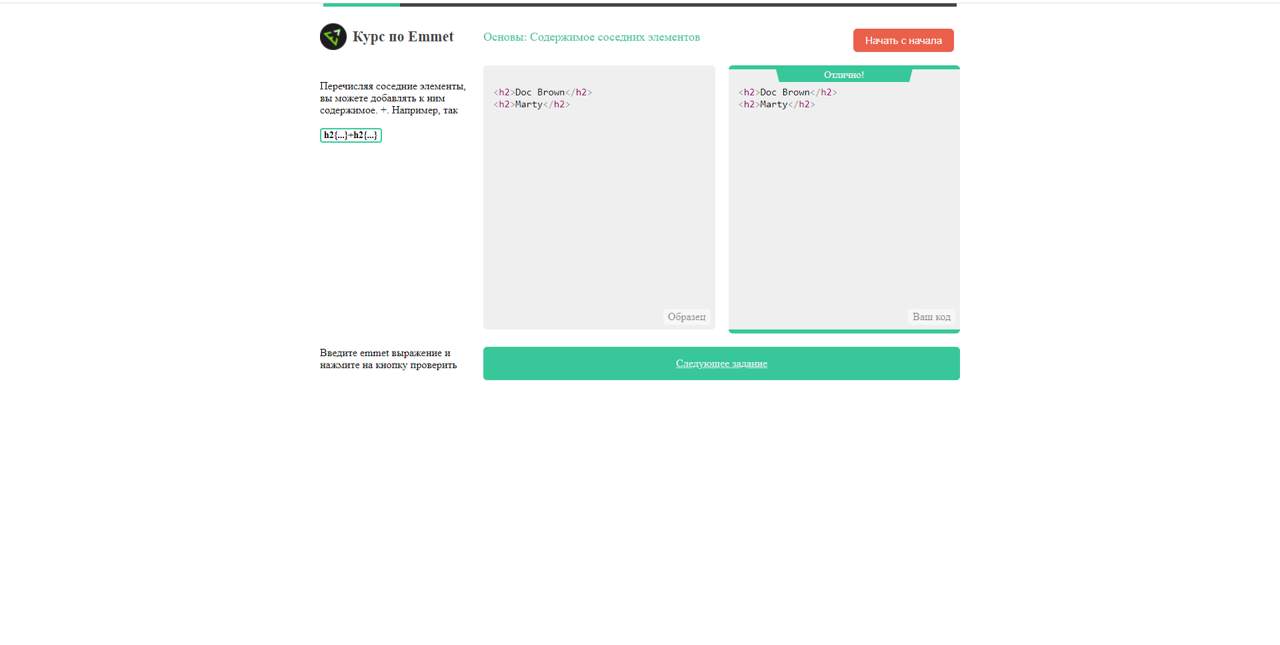 Курс по Emmet
Основы: Содержимое соседних элементов
Начать с начала
Перечисляя соседние элементы,
вы можете добавлять к ним
содержимое. +. Например, так
h2{...}+h2{...}
<h2>Doc Brown</h2>
<h2>Marty</h2>
Образец
Отлично!
<h2>Doc Brown</h2>
<h2>Marty</h2>
Ваш код
Введите emmet выражение и
нажмите на кнопку проверить
Следующее задание